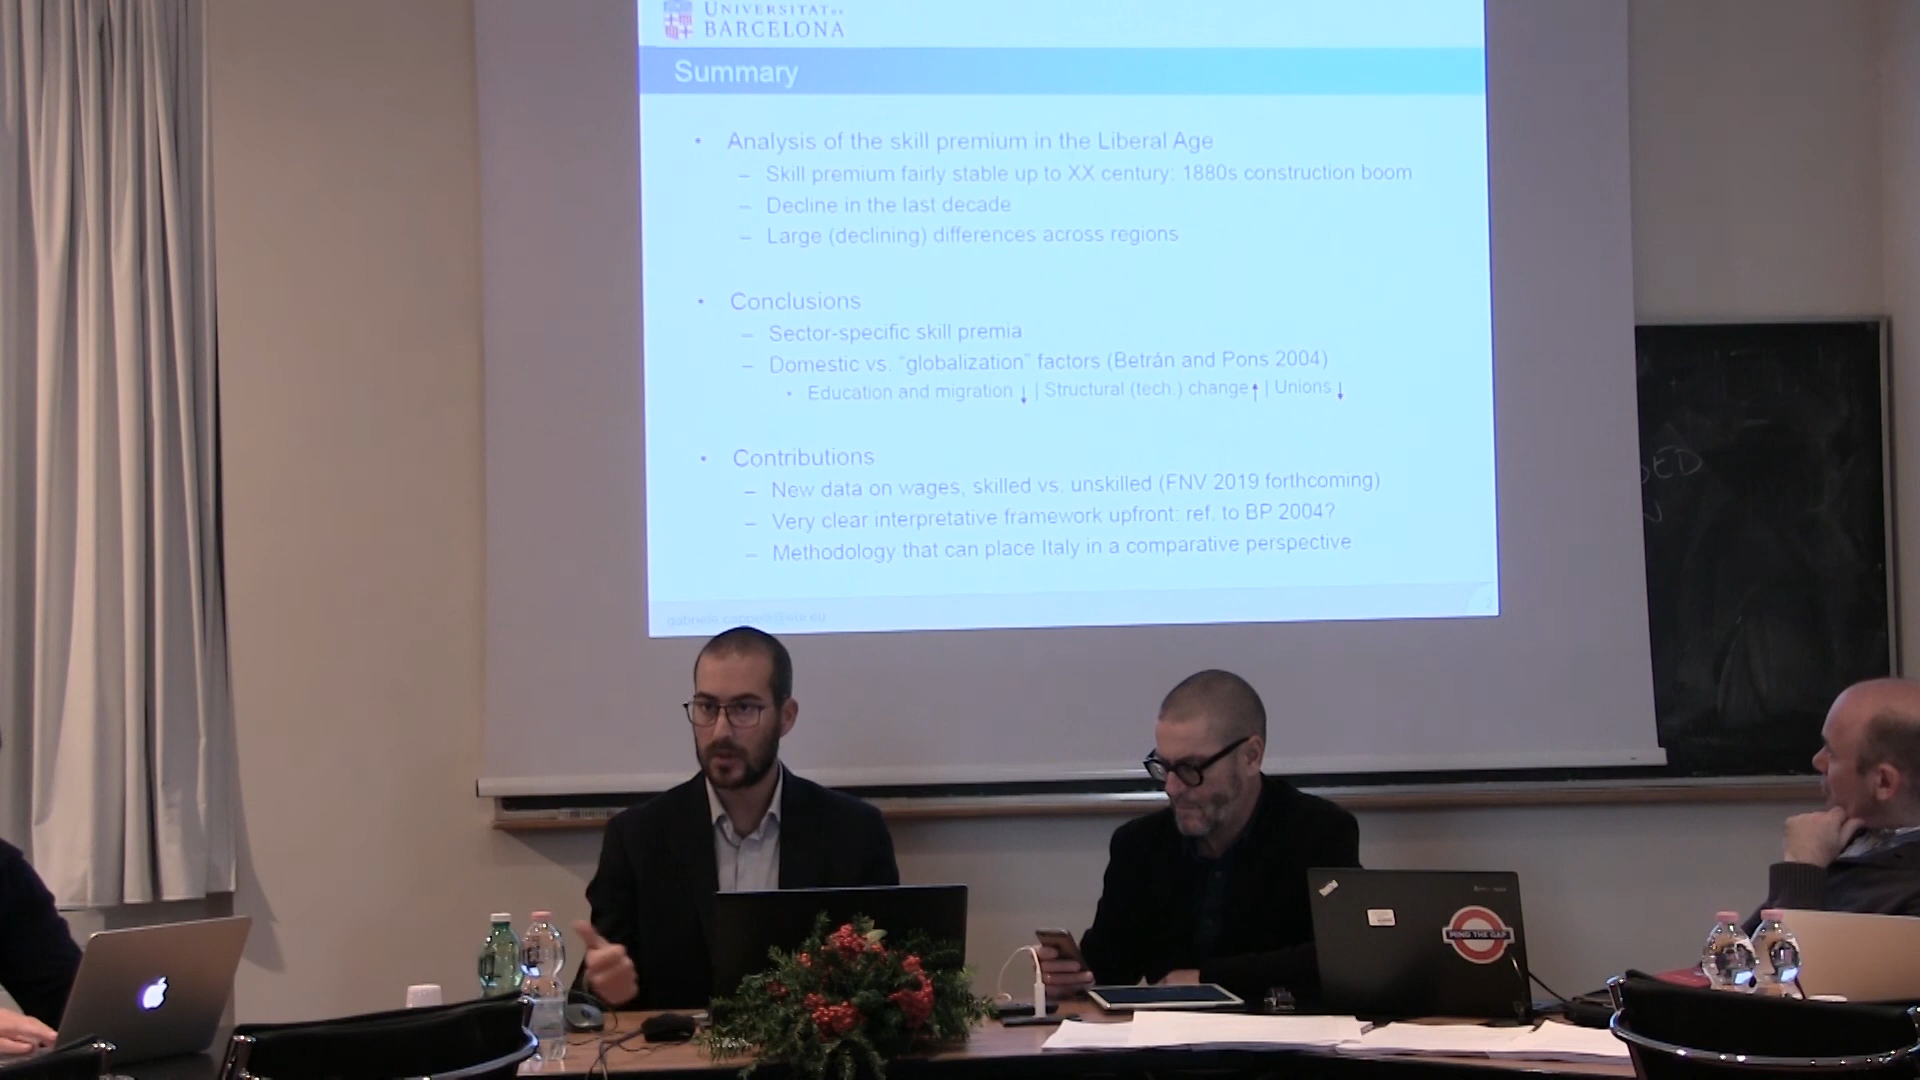 UNIVERSITAT DE
BARCELONA
Summary
• Analysis of the skill premium in the Liberal Age
– Skill premium fairly stable up to XX century: 1880s construction boom
– Decline in the last decade
– Large (declining) differences across regions
• Conclusions
– Sector-specific skill premia
– Domestic vs. “globalization” factors (Betrán and Pons 2004)
• Education and migration ↓ | Structural (tech.) change ↑ | Unions ↓
• Contributions
– New data on wages, skilled vs. unskilled (FNV 2019 forthcoming)
– Very clear interpretative framework upfront: ref. to BP 2004?
– Methodology that can place Italy in a comparative perspective
2
MIND THE GAP